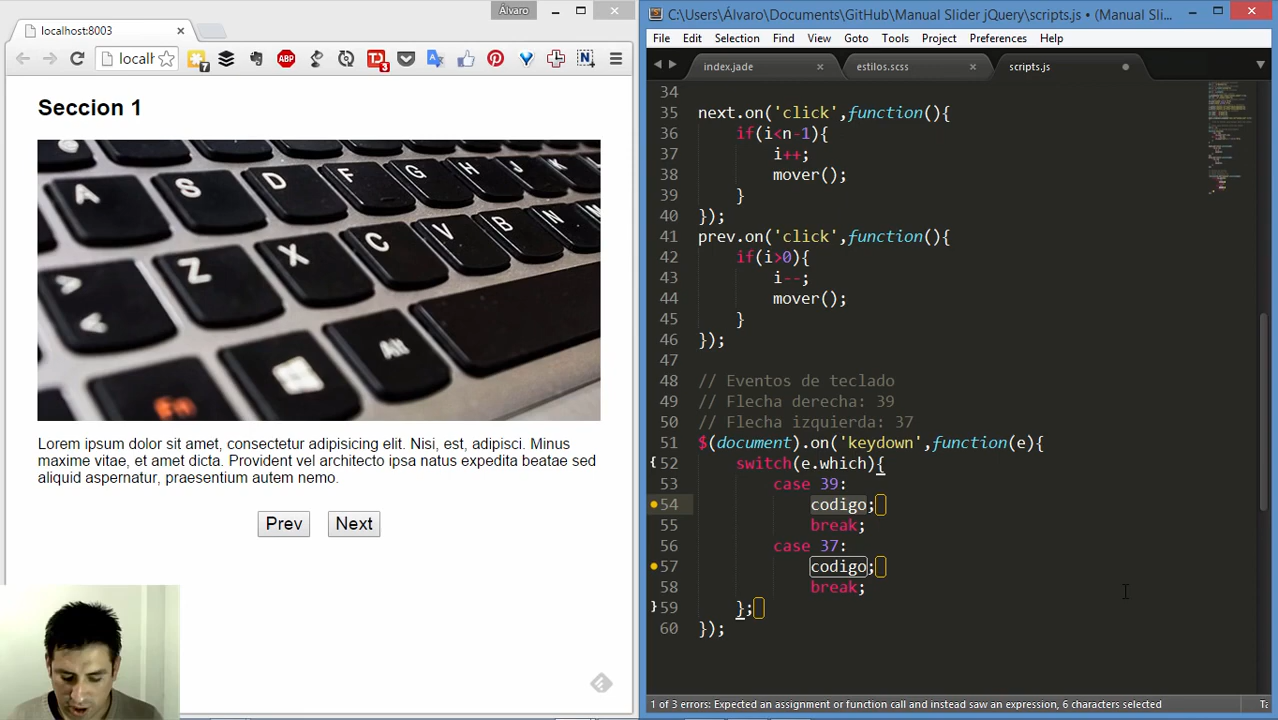 Álvaro
localhost:8003
localh
7
ABP
TD
3
N
Seccion 1
A
S
D
F
G
H
J
K
Z
X
C
V
B
N
Alt
Fn
Lorem ipsum dolor sit amet, consectetur adipisicing elit. Nisi, est, adipisci. Minus
maxime vitae, et amet dicta. Provident vel architecto ipsa natus expedita beatae sed
aliquid aspernatur, praesentium autem nemo.
Prev Next
C:\Users\Álvaro\Documents\GitHub\Manual Slider jQuery\scripts.js • (Manual Sli...
File Edit Selection Find View Goto Tools Project Preferences Help
index.jade estilos.scss scripts.js
34
35 next.on('click',function(){
36 if(i<n-1){
37 i++;
38 mover();
39 }
40 });
41 prev.on('click',function(){
42 if(i>0){
43 i--;
44 mover();
45 }
46 });
47
48 // Eventos de teclado
49 // Flecha derecha: 39
50 // Flecha izquierda: 37
51 $(document).on('keydown',function(e){
52 switch(e.which){
53 case 39:
54 codigo;
55 break;
56 case 37:
57 codigo;
58 break;
59 };
60 });
1 of 3 errors: Expected an assignment or function call and instead saw an expression, 6 characters selected